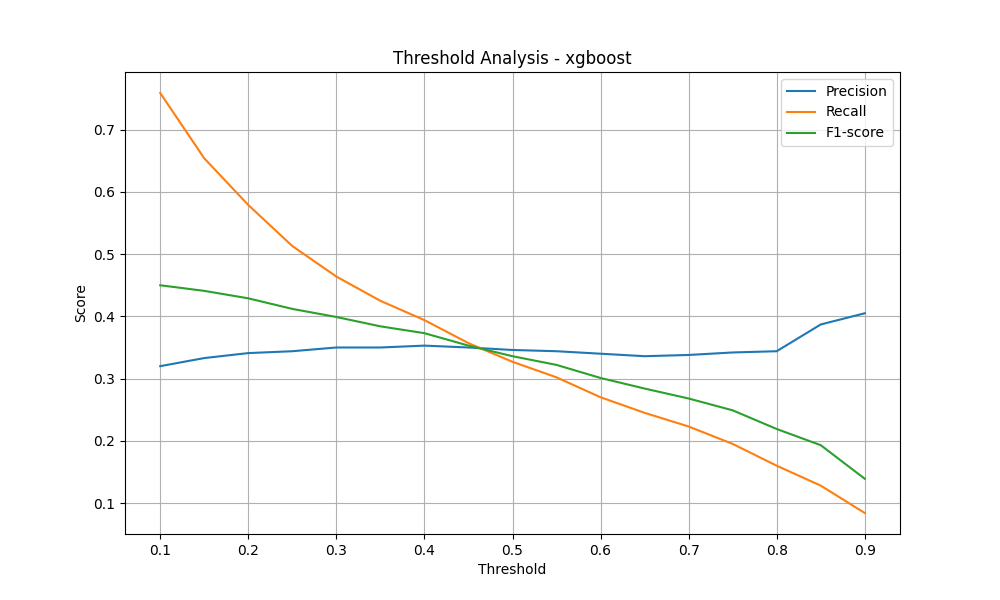 Threshold Analysis - xgboost
Precision
Recall
F1-score
0.7
0.6
0.5
0.4
0.3
0.2
0.1
Score
0.1 0.2 0.3 0.4 0.5 0.6 0.7 0.8 0.9
Threshold